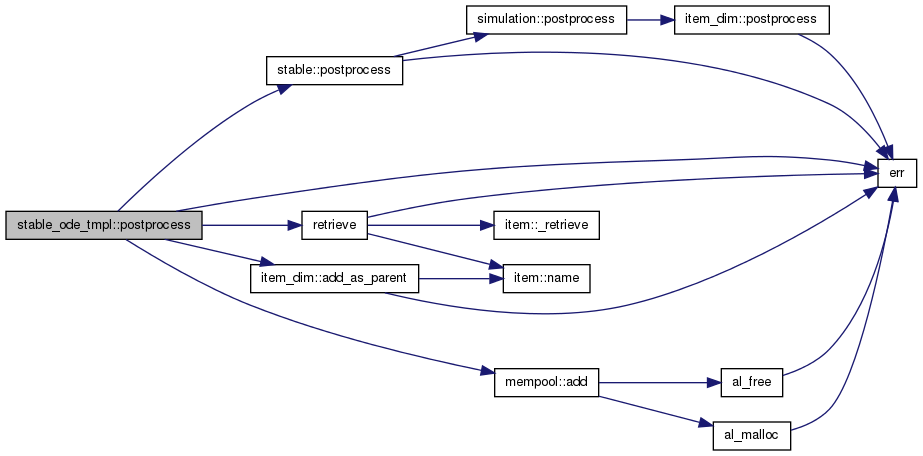 simulation::postprocess
item_dim::postprocess
stable::postprocess
err
stable_ode_tmpl::postprocess
retrieve
item::_retrieve
item_dim::add_as_parent
item::name
mempool::add
al_free
al_malloc